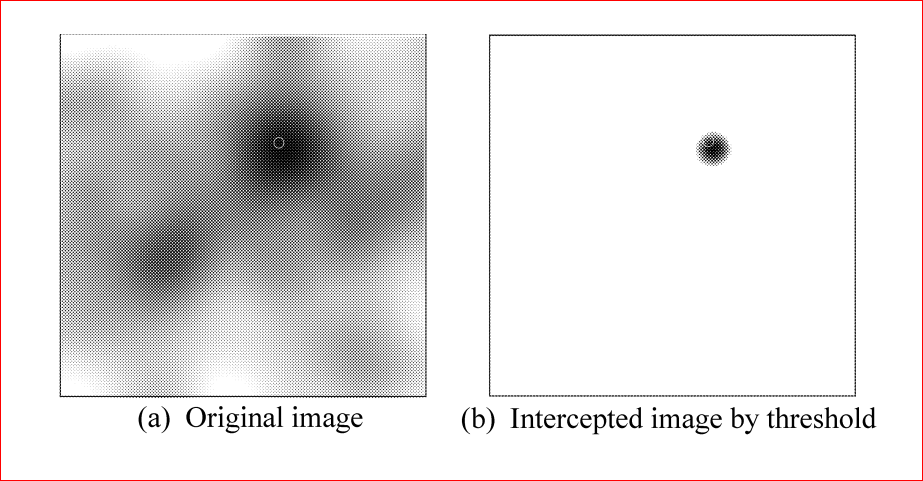 (a) Original image
(b) Intercepted image by threshold